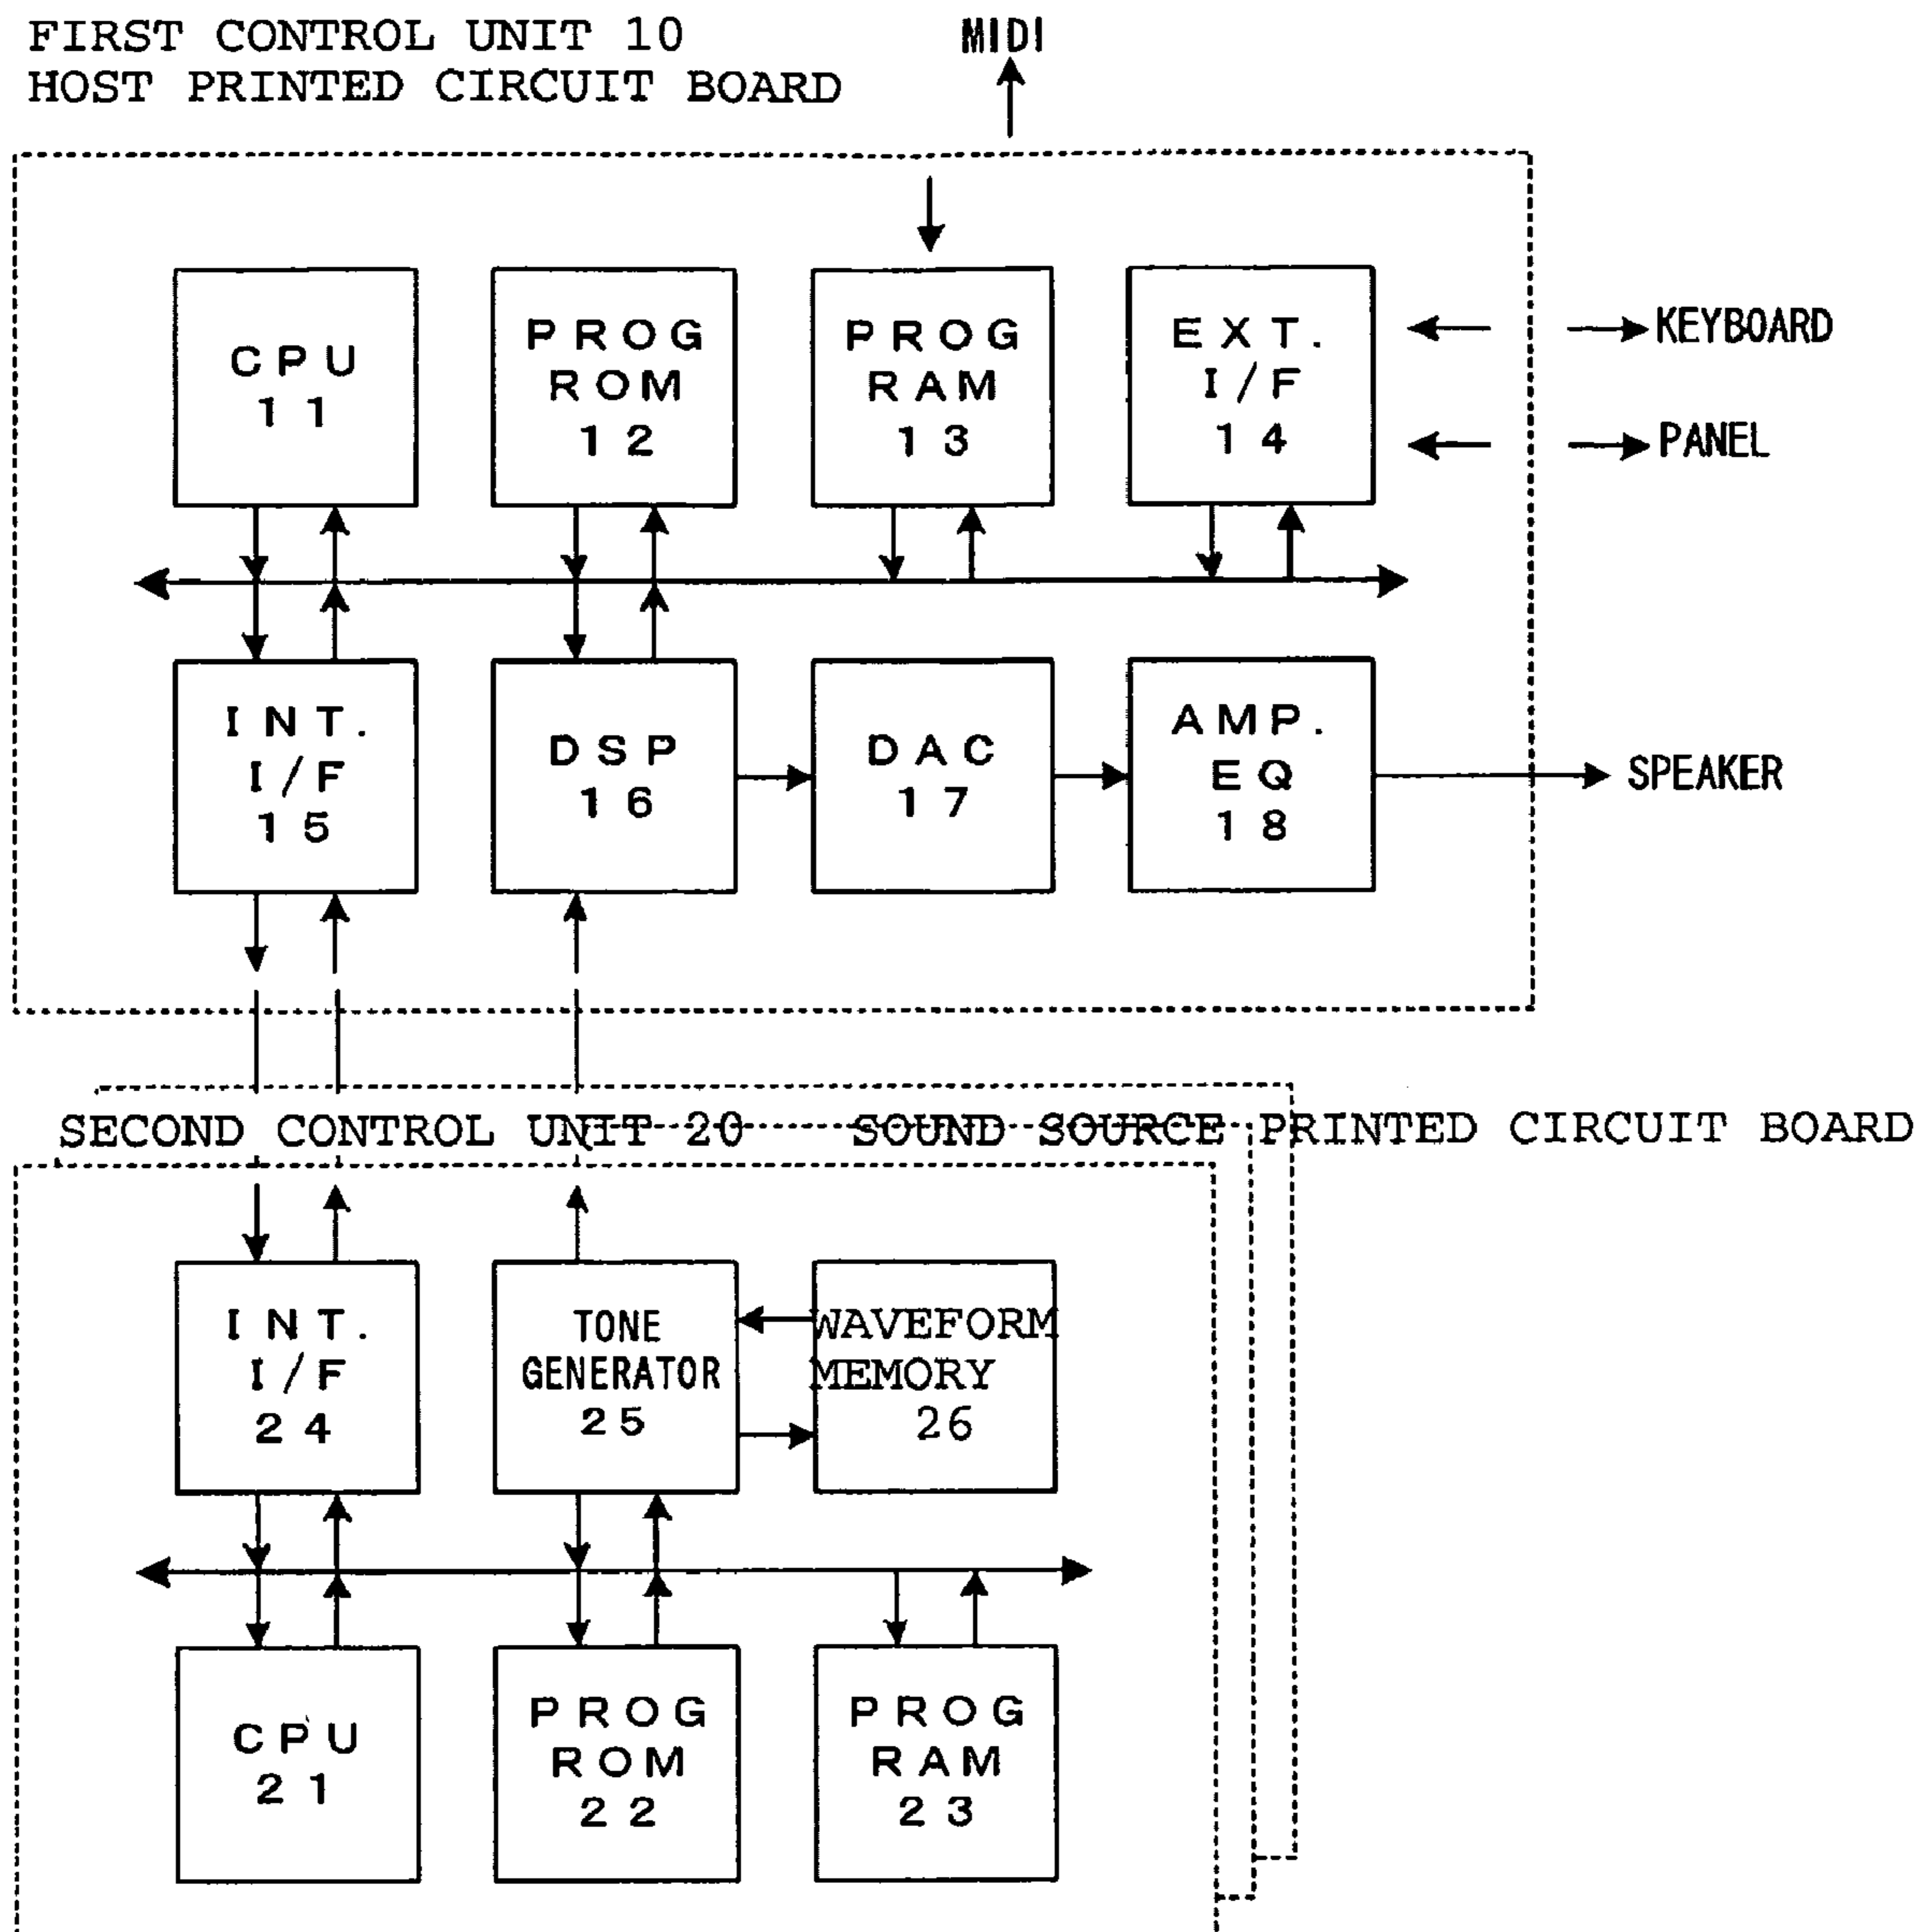 FIRST CONTROL UNIT 10
MIDI
HOST PRINTED CIRCUIT BOARD
CPU
11
PROG
ROM
12
PROG
RAM
13
EXT.
I/F
14
KEYBOARD
PANEL
INT.
I/F
15
DSP
16
DAC
17
AMP.
EQ
18
SPEAKER
SECOND CONTROL UNIT 20 SOUND SOURCE PRINTED CIRCUIT BOARD
INT.
I/F
24
TONE
GENERATOR
25
WAVEFORM
MEMORY
26
CPU
21
PROG
ROM
22
PROG
RAM
23